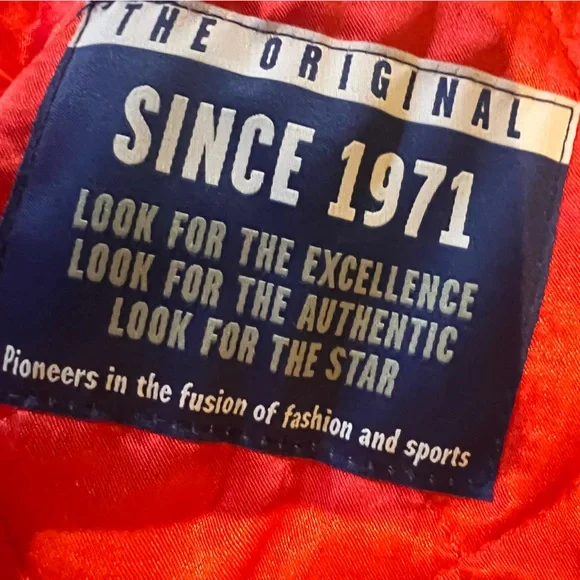 THE ORIGINAL
SINCE 1971
LOOK FOR THE EXCELLENCE
LOOK FOR THE AUTHENTIC
LOOK FOR THE STAR
Pioneers in the fusion of fashion and sports